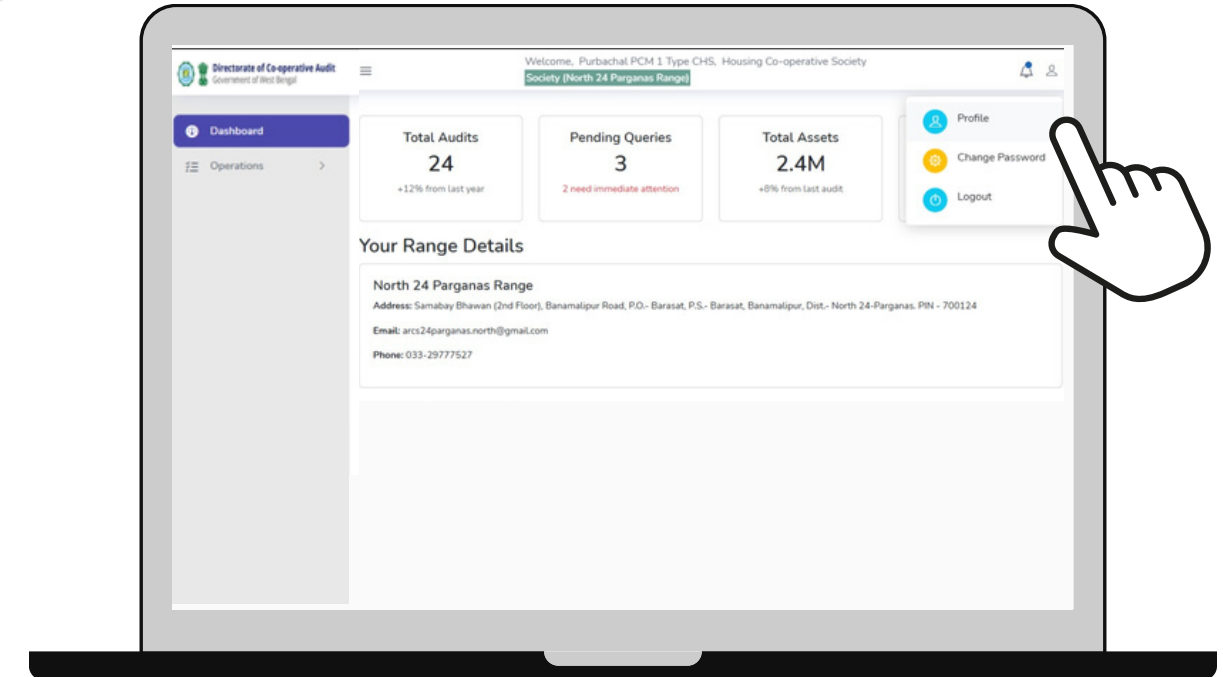 Directorate of Co-operative Audit
Government of West Bengal
Welcome, Purbachal PCM 1 Type CHS, Housing Co-operative Society
Society (North 24 Parganas Range)
Dashboard
Operations
Total Audits
24
+12% from last year
Pending Queries
3
2 need immediate attention
Total Assets
2.4M
+8% from last audit
Profile
Change Password
Logout
Your Range Details
North 24 Parganas Range
Address: Samabay Bhawan (2nd Floor), Banamalipur Road, P.O.- Barasat, P.S.- Barasat, Banamalipur, Dist.- North 24-Parganas. PIN - 700124
Email: arcs24parganas.north@gmail.com
Phone: 033-29777527